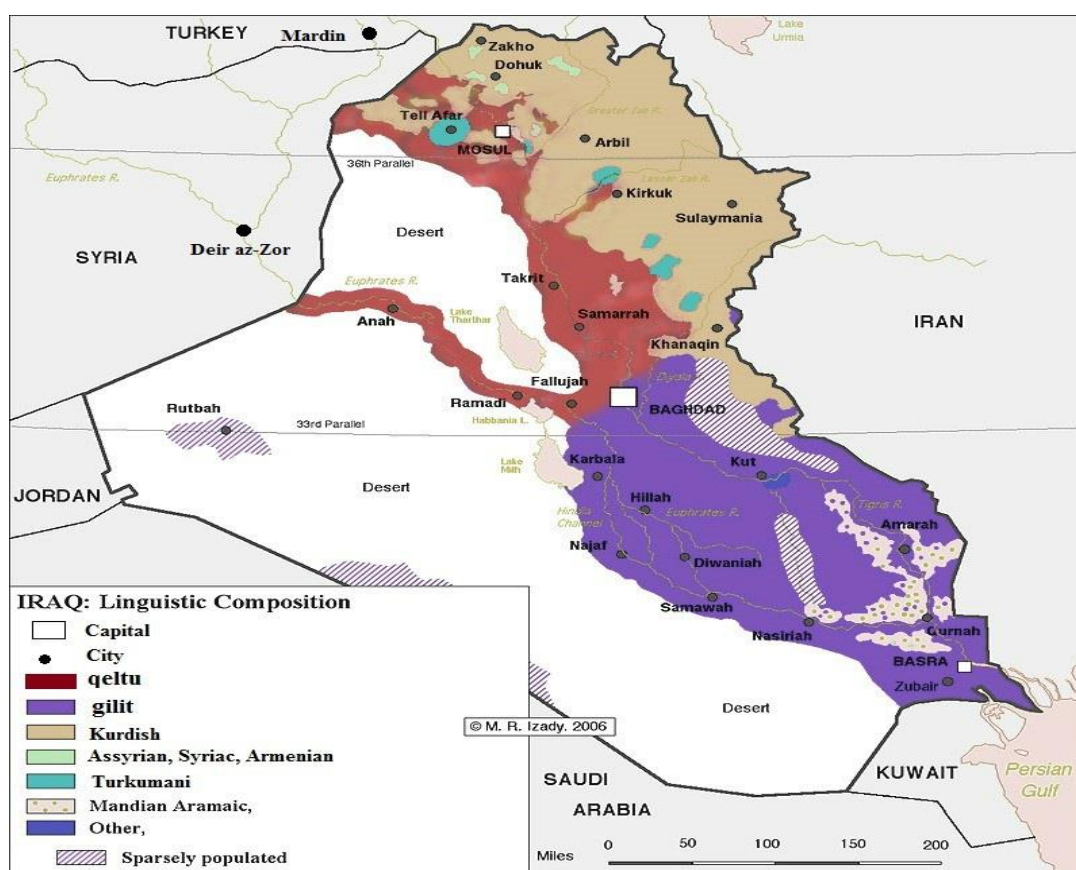 TURKEY
Mardin
Lake
Urmia
Zakho
Dohuk
Greater Zab R.
Tell Afar
MOSUL
Arbil
36th Parallel
Euphrates R.
Lesser Zab R.
Kirkuk
Sulaymania
Desert
Deir az-Zor
SYRIA
Euphrates R.
Takrit
Anah
Lake
Tharthar
Samarrah
IRAN
Khanaqin
Fallujah
Diyala
Ramadi
BAGHDAD
Rutbah
Habbania L.
33rd Parallel
Karbala
Kut
Lake
Milh
JORDAN
Desert
Hillah
Tigris R.
Hindia
Channel
Euphrates R.
Amarah
Najaf
Diwaniah
Samawah
Nasiriah
Qurnah
BASRA
Zubair
Desert
© M. R. Izady. 2006
SAUDI
ARABIA
KUWAIT
Persian
Gulf
IRAQ: Linguistic Composition
Capital
City
qeltu
gilit
Kurdish
Assyrian, Syriac, Armenian
Turkumani
Mandian Aramaic,
Other,
Sparsely populated
Miles 0 50 100 150 200